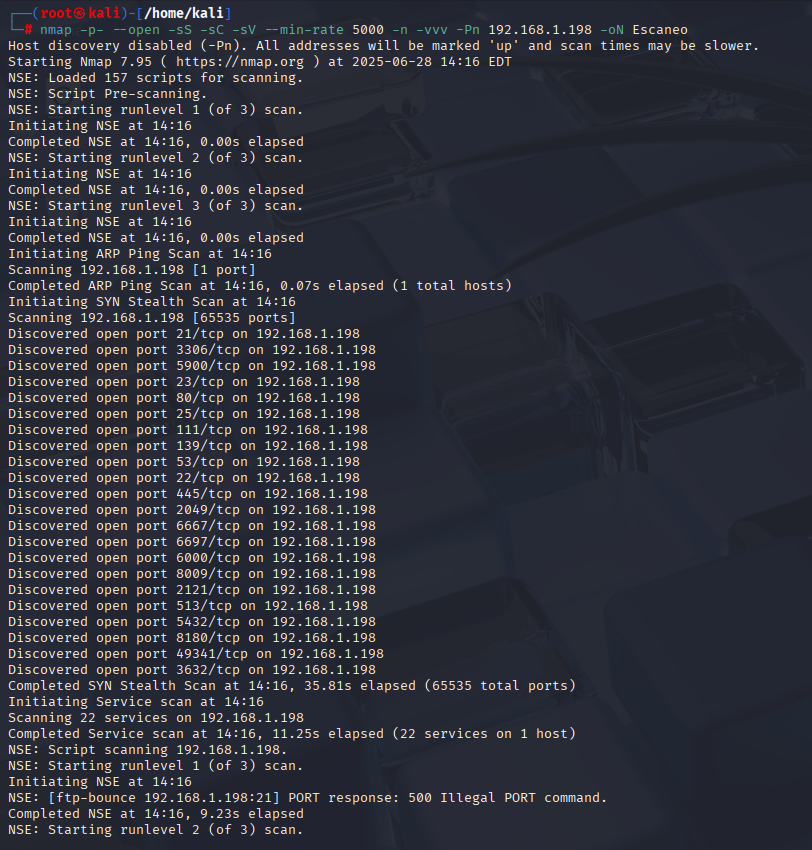 ┌──(root㉿kali)-[/home/kali]
└─# nmap -p- --open -sS -sC -sV --min-rate 5000 -n -vvv -Pn 192.168.1.198 -oN Escaneo
Host discovery disabled (-Pn). All addresses will be marked 'up' and scan times may be slower.
Starting Nmap 7.95 ( https://nmap.org ) at 2025-06-28 14:16 EDT
NSE: Loaded 157 scripts for scanning.
NSE: Script Pre-scanning.
NSE: Starting runlevel 1 (of 3) scan.
Initiating NSE at 14:16
Completed NSE at 14:16, 0.00s elapsed
NSE: Starting runlevel 2 (of 3) scan.
Initiating NSE at 14:16
Completed NSE at 14:16, 0.00s elapsed
NSE: Starting runlevel 3 (of 3) scan.
Initiating NSE at 14:16
Completed NSE at 14:16, 0.00s elapsed
Initiating ARP Ping Scan at 14:16
Scanning 192.168.1.198 [1 port]
Completed ARP Ping Scan at 14:16, 0.07s elapsed (1 total hosts)
Initiating SYN Stealth Scan at 14:16
Scanning 192.168.1.198 [65535 ports]
Discovered open port 21/tcp on 192.168.1.198
Discovered open port 3306/tcp on 192.168.1.198
Discovered open port 5900/tcp on 192.168.1.198
Discovered open port 23/tcp on 192.168.1.198
Discovered open port 80/tcp on 192.168.1.198
Discovered open port 25/tcp on 192.168.1.198
Discovered open port 111/tcp on 192.168.1.198
Discovered open port 139/tcp on 192.168.1.198
Discovered open port 53/tcp on 192.168.1.198
Discovered open port 22/tcp on 192.168.1.198
Discovered open port 445/tcp on 192.168.1.198
Discovered open port 2049/tcp on 192.168.1.198
Discovered open port 6667/tcp on 192.168.1.198
Discovered open port 6697/tcp on 192.168.1.198
Discovered open port 6000/tcp on 192.168.1.198
Discovered open port 8009/tcp on 192.168.1.198
Discovered open port 2121/tcp on 192.168.1.198
Discovered open port 513/tcp on 192.168.1.198
Discovered open port 5432/tcp on 192.168.1.198
Discovered open port 8180/tcp on 192.168.1.198
Discovered open port 49341/tcp on 192.168.1.198
Discovered open port 3632/tcp on 192.168.1.198
Completed SYN Stealth Scan at 14:16, 35.81s elapsed (65535 total ports)
Initiating Service scan at 14:16
Scanning 22 services on 192.168.1.198
Completed Service scan at 14:16, 11.25s elapsed (22 services on 1 host)
NSE: Script scanning 192.168.1.198.
NSE: Starting runlevel 1 (of 3) scan.
Initiating NSE at 14:16
NSE: [ftp-bounce 192.168.1.198:21] PORT response: 500 Illegal PORT command.
Completed NSE at 14:16, 9.23s elapsed
NSE: Starting runlevel 2 (of 3) scan.